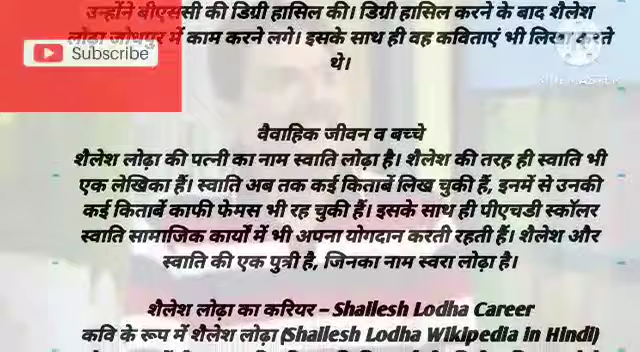 उन्होंने बीएससी की डिग्री हासिल की। डिग्री हासिल करने के बाद शैलेश
लोढ़ा जोधपुर में काम करने लगे। इसके साथ ही वह कविताएं भी लिखा करते
थे।
Subscribe
वैवाहिक जीवन व बच्चे
शैलेश लोढ़ा की पत्नी का नाम स्वाति लोढ़ा है। शैलेश की तरह ही स्वाति भी
एक लेखिका हैं। स्वाति अब तक कई किताबें लिख चुकी हैं, इनमें से उनकी
कई किताबें काफी फेमस भी रह चुकी हैं। इसके साथ ही पीएचडी स्कॉलर
स्वाति सामाजिक कार्यों में भी अपना योगदान करती रहती हैं। शैलेश और
स्वाति की एक पुत्री है, जिनका नाम स्वरा लोढ़ा है।
शैलेश लोढ़ा का करियर – Shailesh Lodha Career
कवि के रूप में शैलेश लोढ़ा (Shailesh Lodha Wikipedia in Hindi)